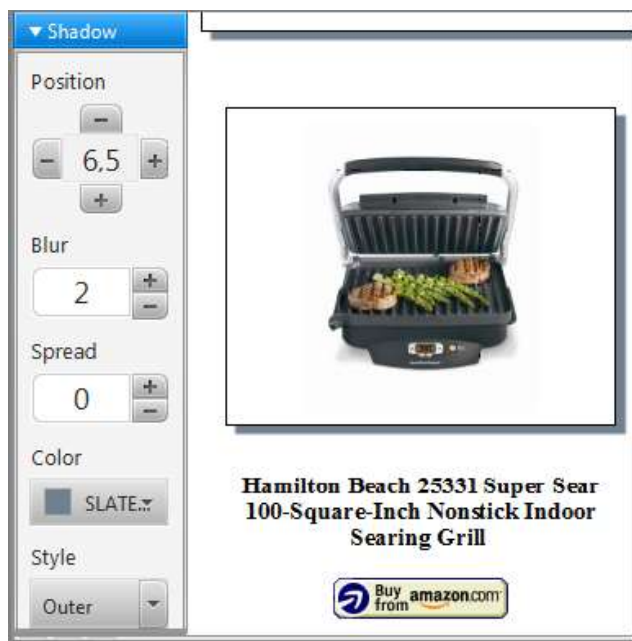 Shadow
Position
6,5
Blur
2
Spread
0
Color
SLATE...
Style
Outer
Hamilton Beach 25331 Super Sear
100-Square-Inch Nonstick Indoor
Searing Grill
Buy
from amazon.com